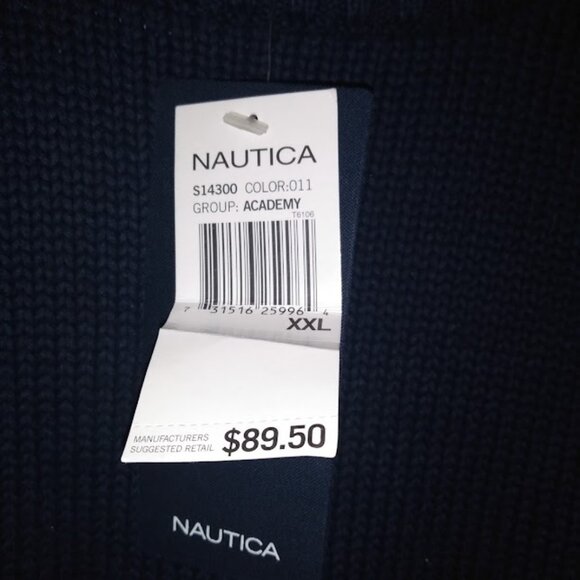 NAUTICA
S14300 COLOR:011
GROUP: ACADEMY
T6106
7 31516 25996 4
XXL
MANUFACTURERS
SUGGESTED RETAIL $89.50
NAUTICA